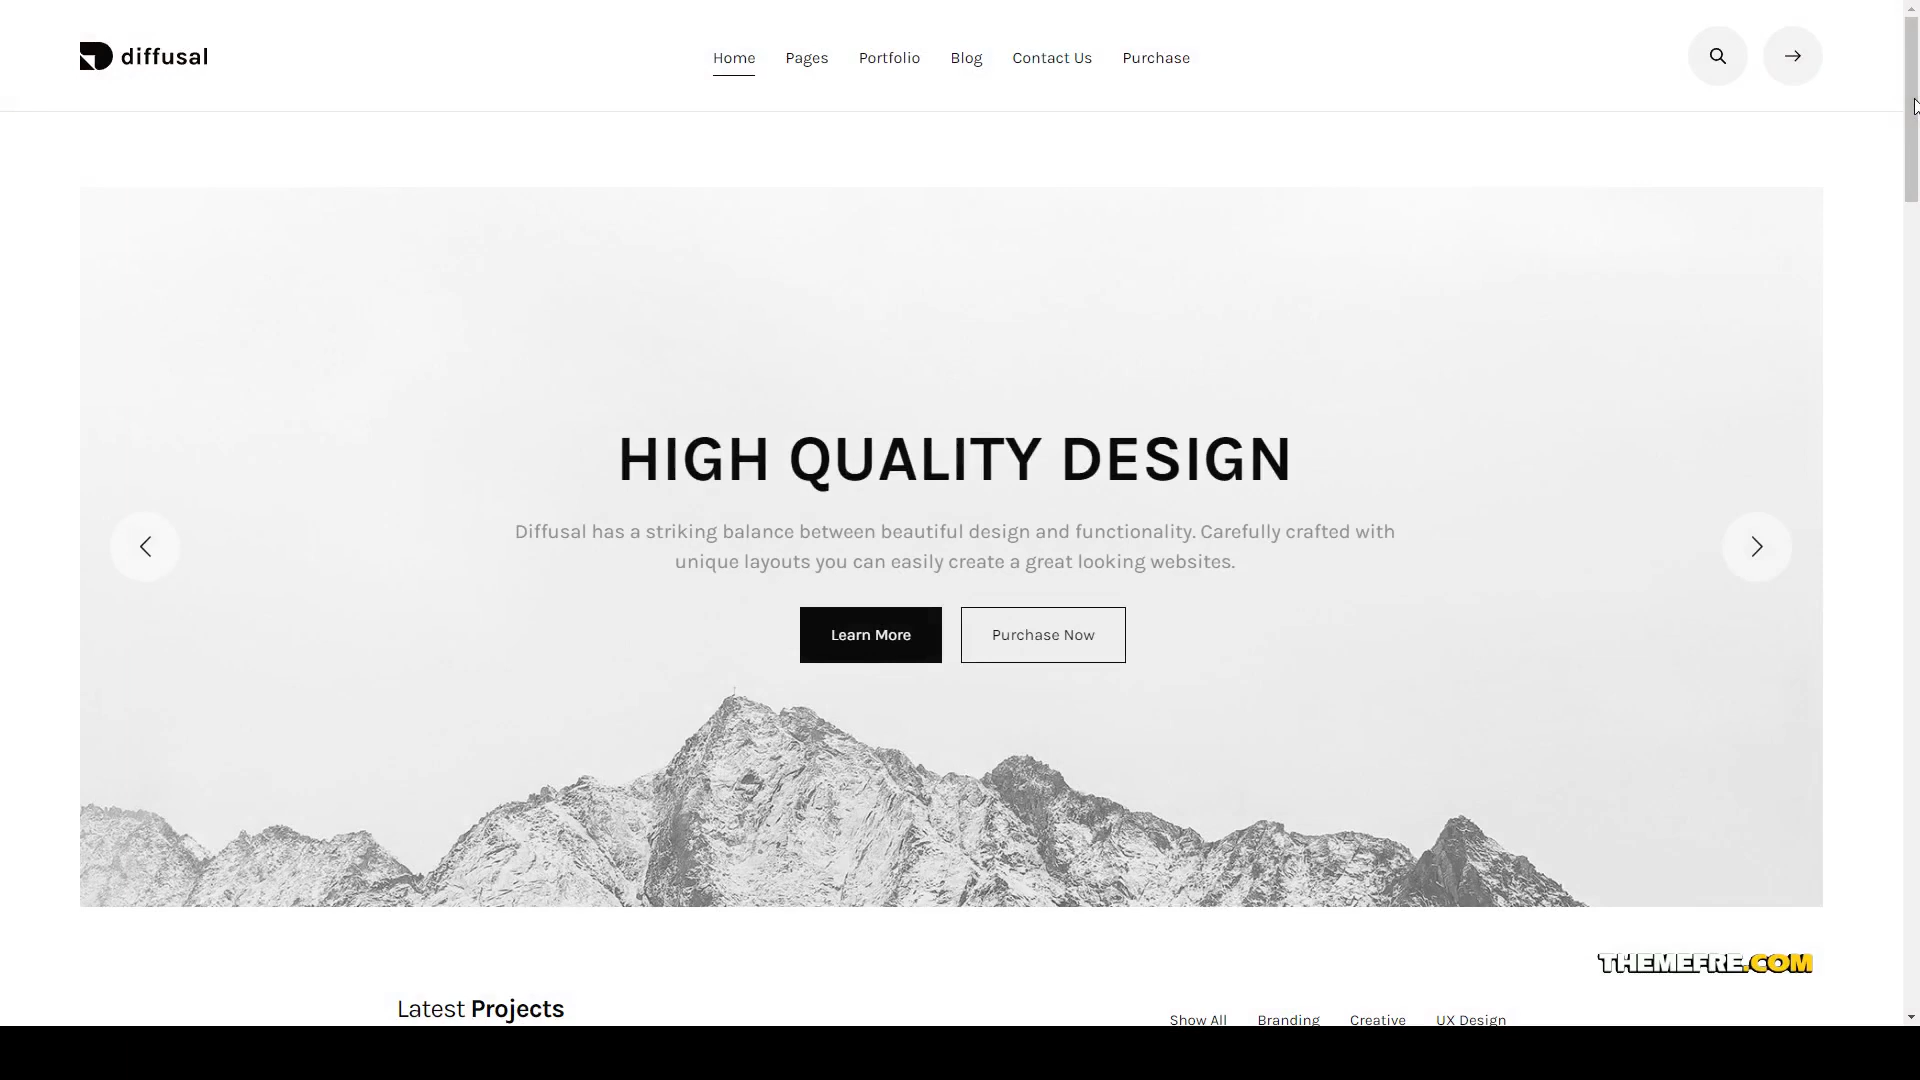 diffusal
Home Pages Portfolio Blog Contact Us Purchase
HIGH QUALITY DESIGN
Diffusal has a striking balance between beautiful design and functionality. Carefully crafted with
unique layouts you can easily create a great looking websites.
Learn More Purchase Now
THEMEFRE.COM
Latest Projects
Show All Branding Creative UX Design